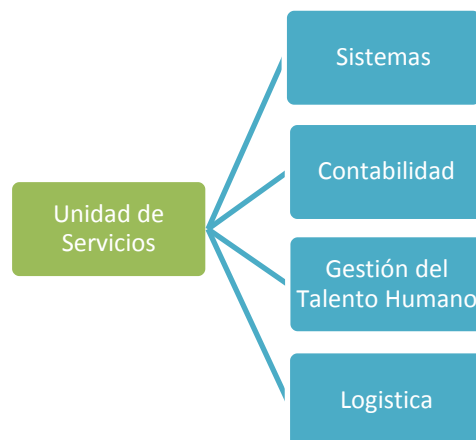 Sistemas
Contabilidad
Unidad de
Servicios
Gestión del
Talento Humano
Logistica